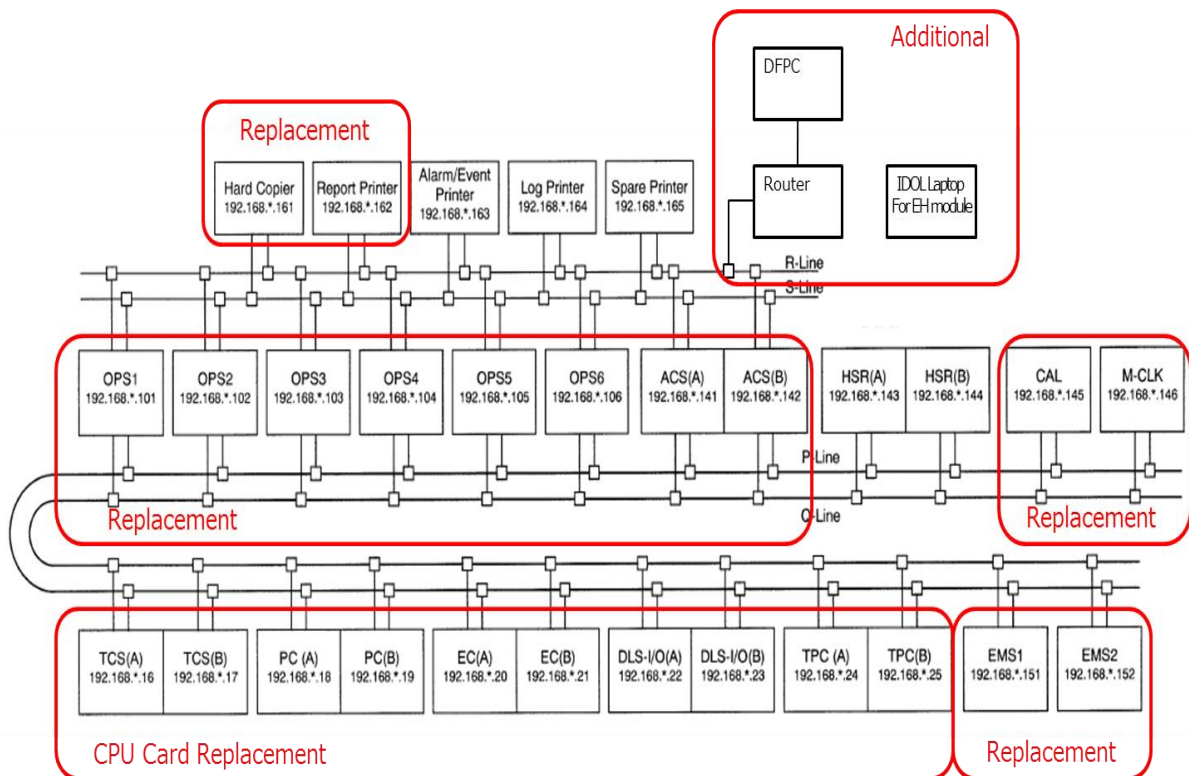 Additional
DFPC
Router
IDOL Laptop
For EH module
Replacement
Hard Copier
192.168.*.161
Report Printer
192.168.*.162
Alarm/Event
Printer
192.168.*.163
Log Printer
192.168.*.164
Spare Printer
192.168.*.165
R-Line
S-Line
OPS1
192.168.*.101
OPS2
192.168.*.102
OPS3
192.168.*.103
OPS4
192.168.*.104
OPS5
192.168.*.105
OPS6
192.168.*.106
ACS(A)
192.168.*.141
ACS(B)
192.168.*.142
HSR(A)
192.168.*.143
HSR(B)
192.168.*.144
CAL
192.168.*.145
M-CLK
192.168.*.146
P-Line
Q-Line
Replacement
Replacement
TCS(A)
192.168.*.16
TCS(B)
192.168.*.17
PC (A)
192.168.*.18
PC(B)
192.168.*.19
EC(A)
192.168.*.20
EC(B)
192.168.*.21
DLS-I/O(A)
192.168.*.22
DLS-I/O(B)
192.168.*.23
TPC (A)
192.168.*.24
TPC(B)
192.168.*.25
EMS1
192.168.*.151
EMS2
192.168.*.152
CPU Card Replacement
Replacement